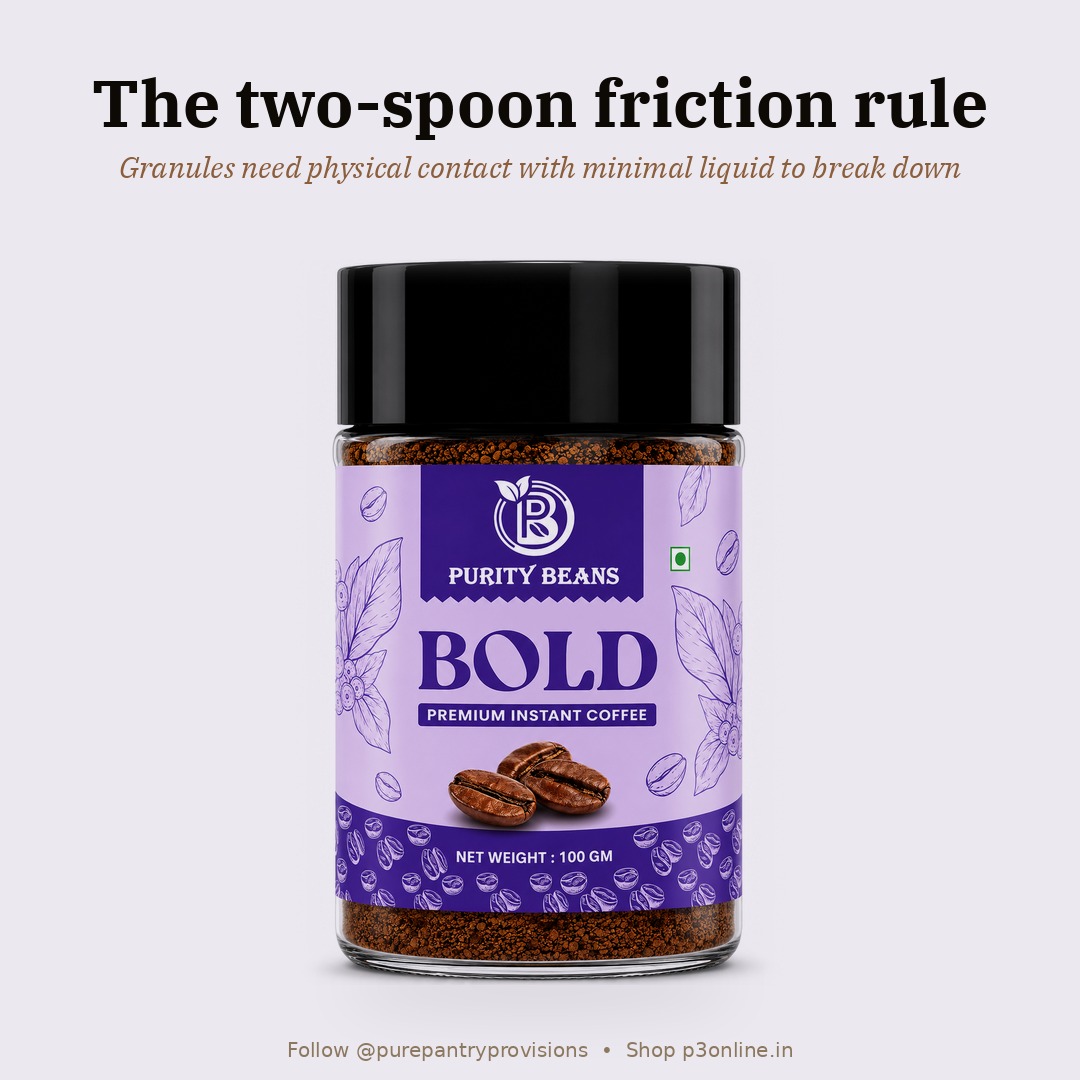 The two-spoon friction rule
Granules need physical contact with minimal liquid to break down
PURITY BEANS
BOLD
PREMIUM INSTANT COFFEE
NET WEIGHT : 100 GM
Follow @purepantryprovisions • Shop p3online.in